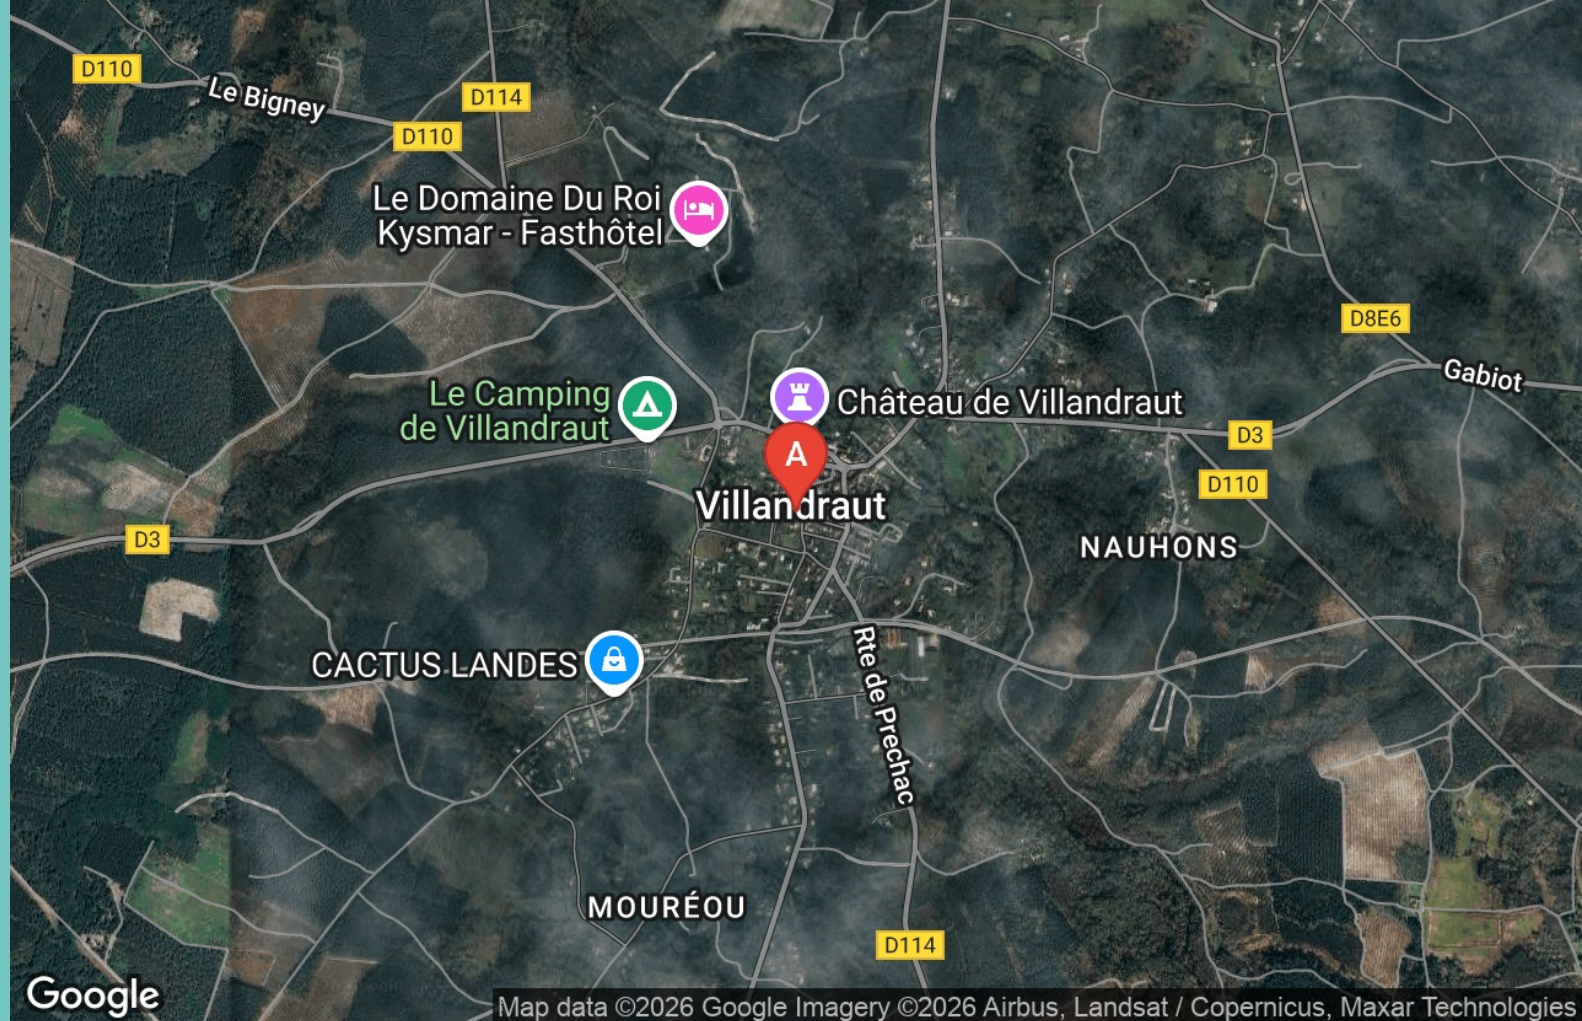 D110
Le Bigney
D114
D110
Le Domaine Du Roi
Kysmar - Fasthôtel
D8E6
Gabiot
Le Camping
de Villandraut
Château de Villandraut
D3
A
D110
Villandraut
D3
NAUHONS
CACTUS LANDES
Rte de Prechac
MOURÉOU
D114
Google
Map data ©2026 Google Imagery ©2026 Airbus, Landsat / Copernicus, Maxar Technologies